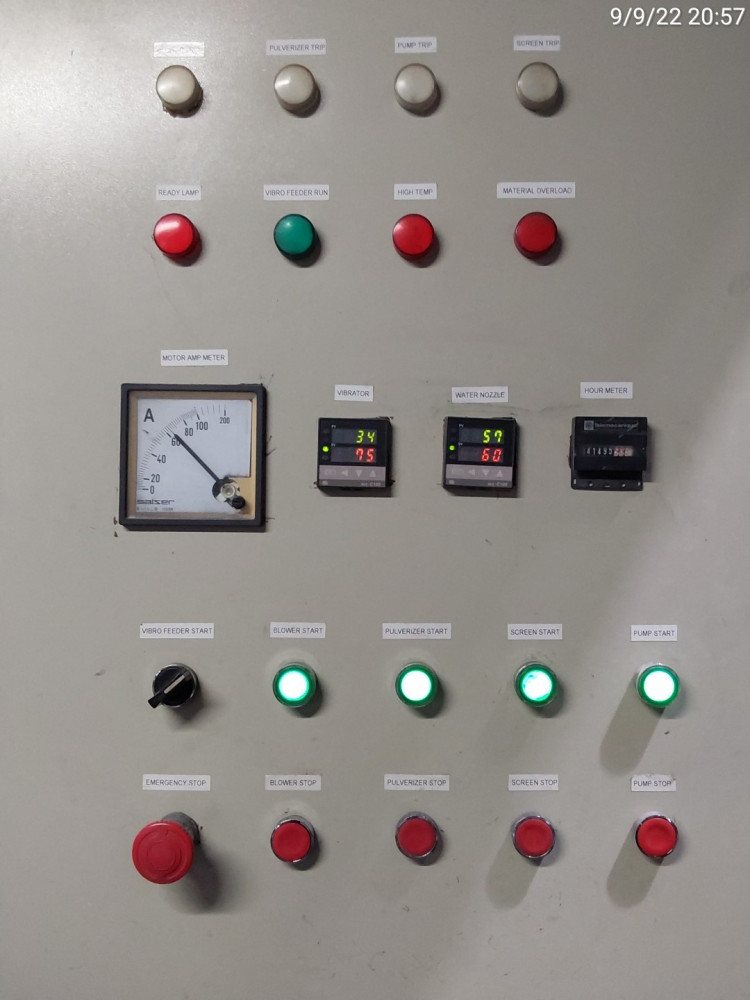 9/9/22 20:57
PULVERIZER TRIP
PUMP TRIP
SCREEN TRIP
READY LAMP
VIBRO FEEDER RUN
HIGH TEMP
MATERIAL OVERLOAD
MOTOR AMP METER
VIBRATOR
WATER NOZZLE
HOUR METER
A
0
20
40
60
80
100
200
34
75
57
60
VIBRO FEEDER START
BLOWER START
PULVERIZER START
SCREEN START
PUMP START
EMERGENCY STOP
BLOWER STOP
PULVERIZER STOP
SCREEN STOP
PUMP STOP